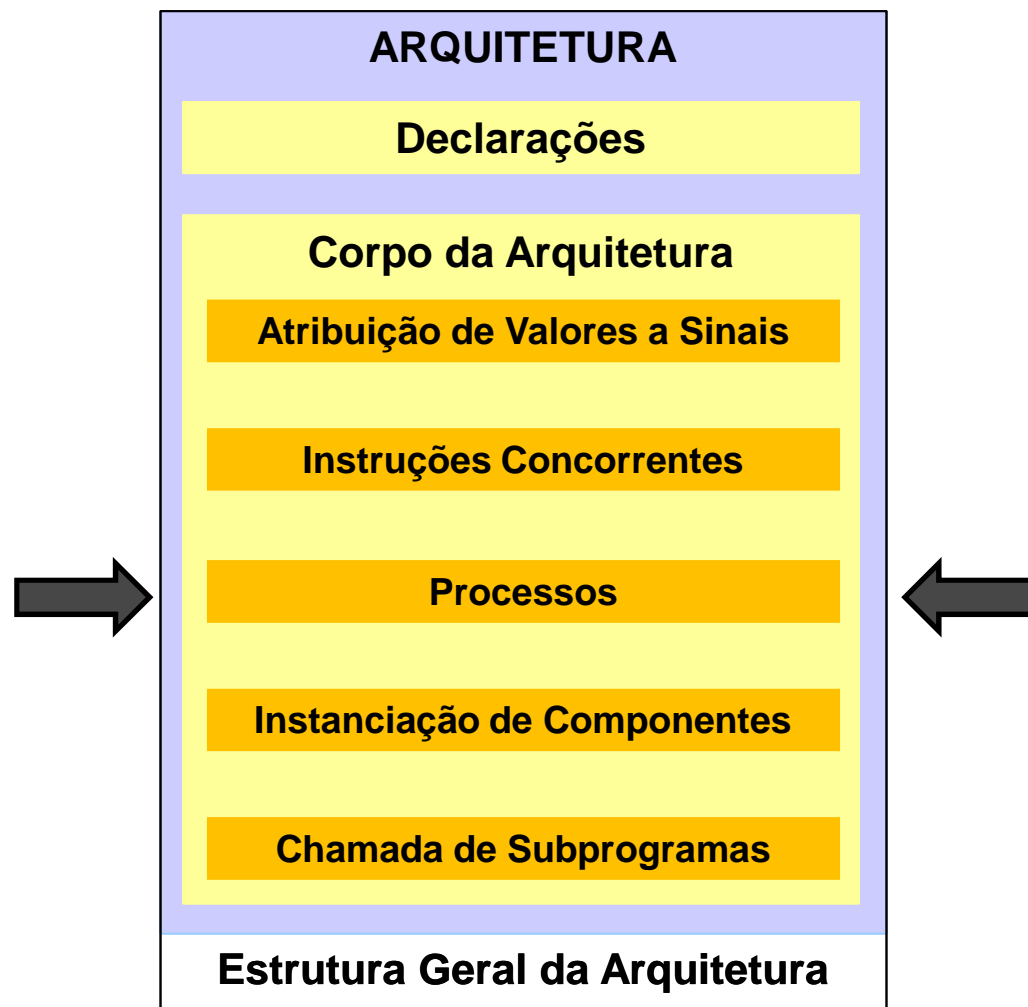 ARQUITETURA
Declarações
Corpo da Arquitetura
Atribuição de Valores a Sinais
Instruções Concorrentes
Processos
Instanciação de Componentes
Chamada de Subprogramas
Estrutura Geral da Arquitetura